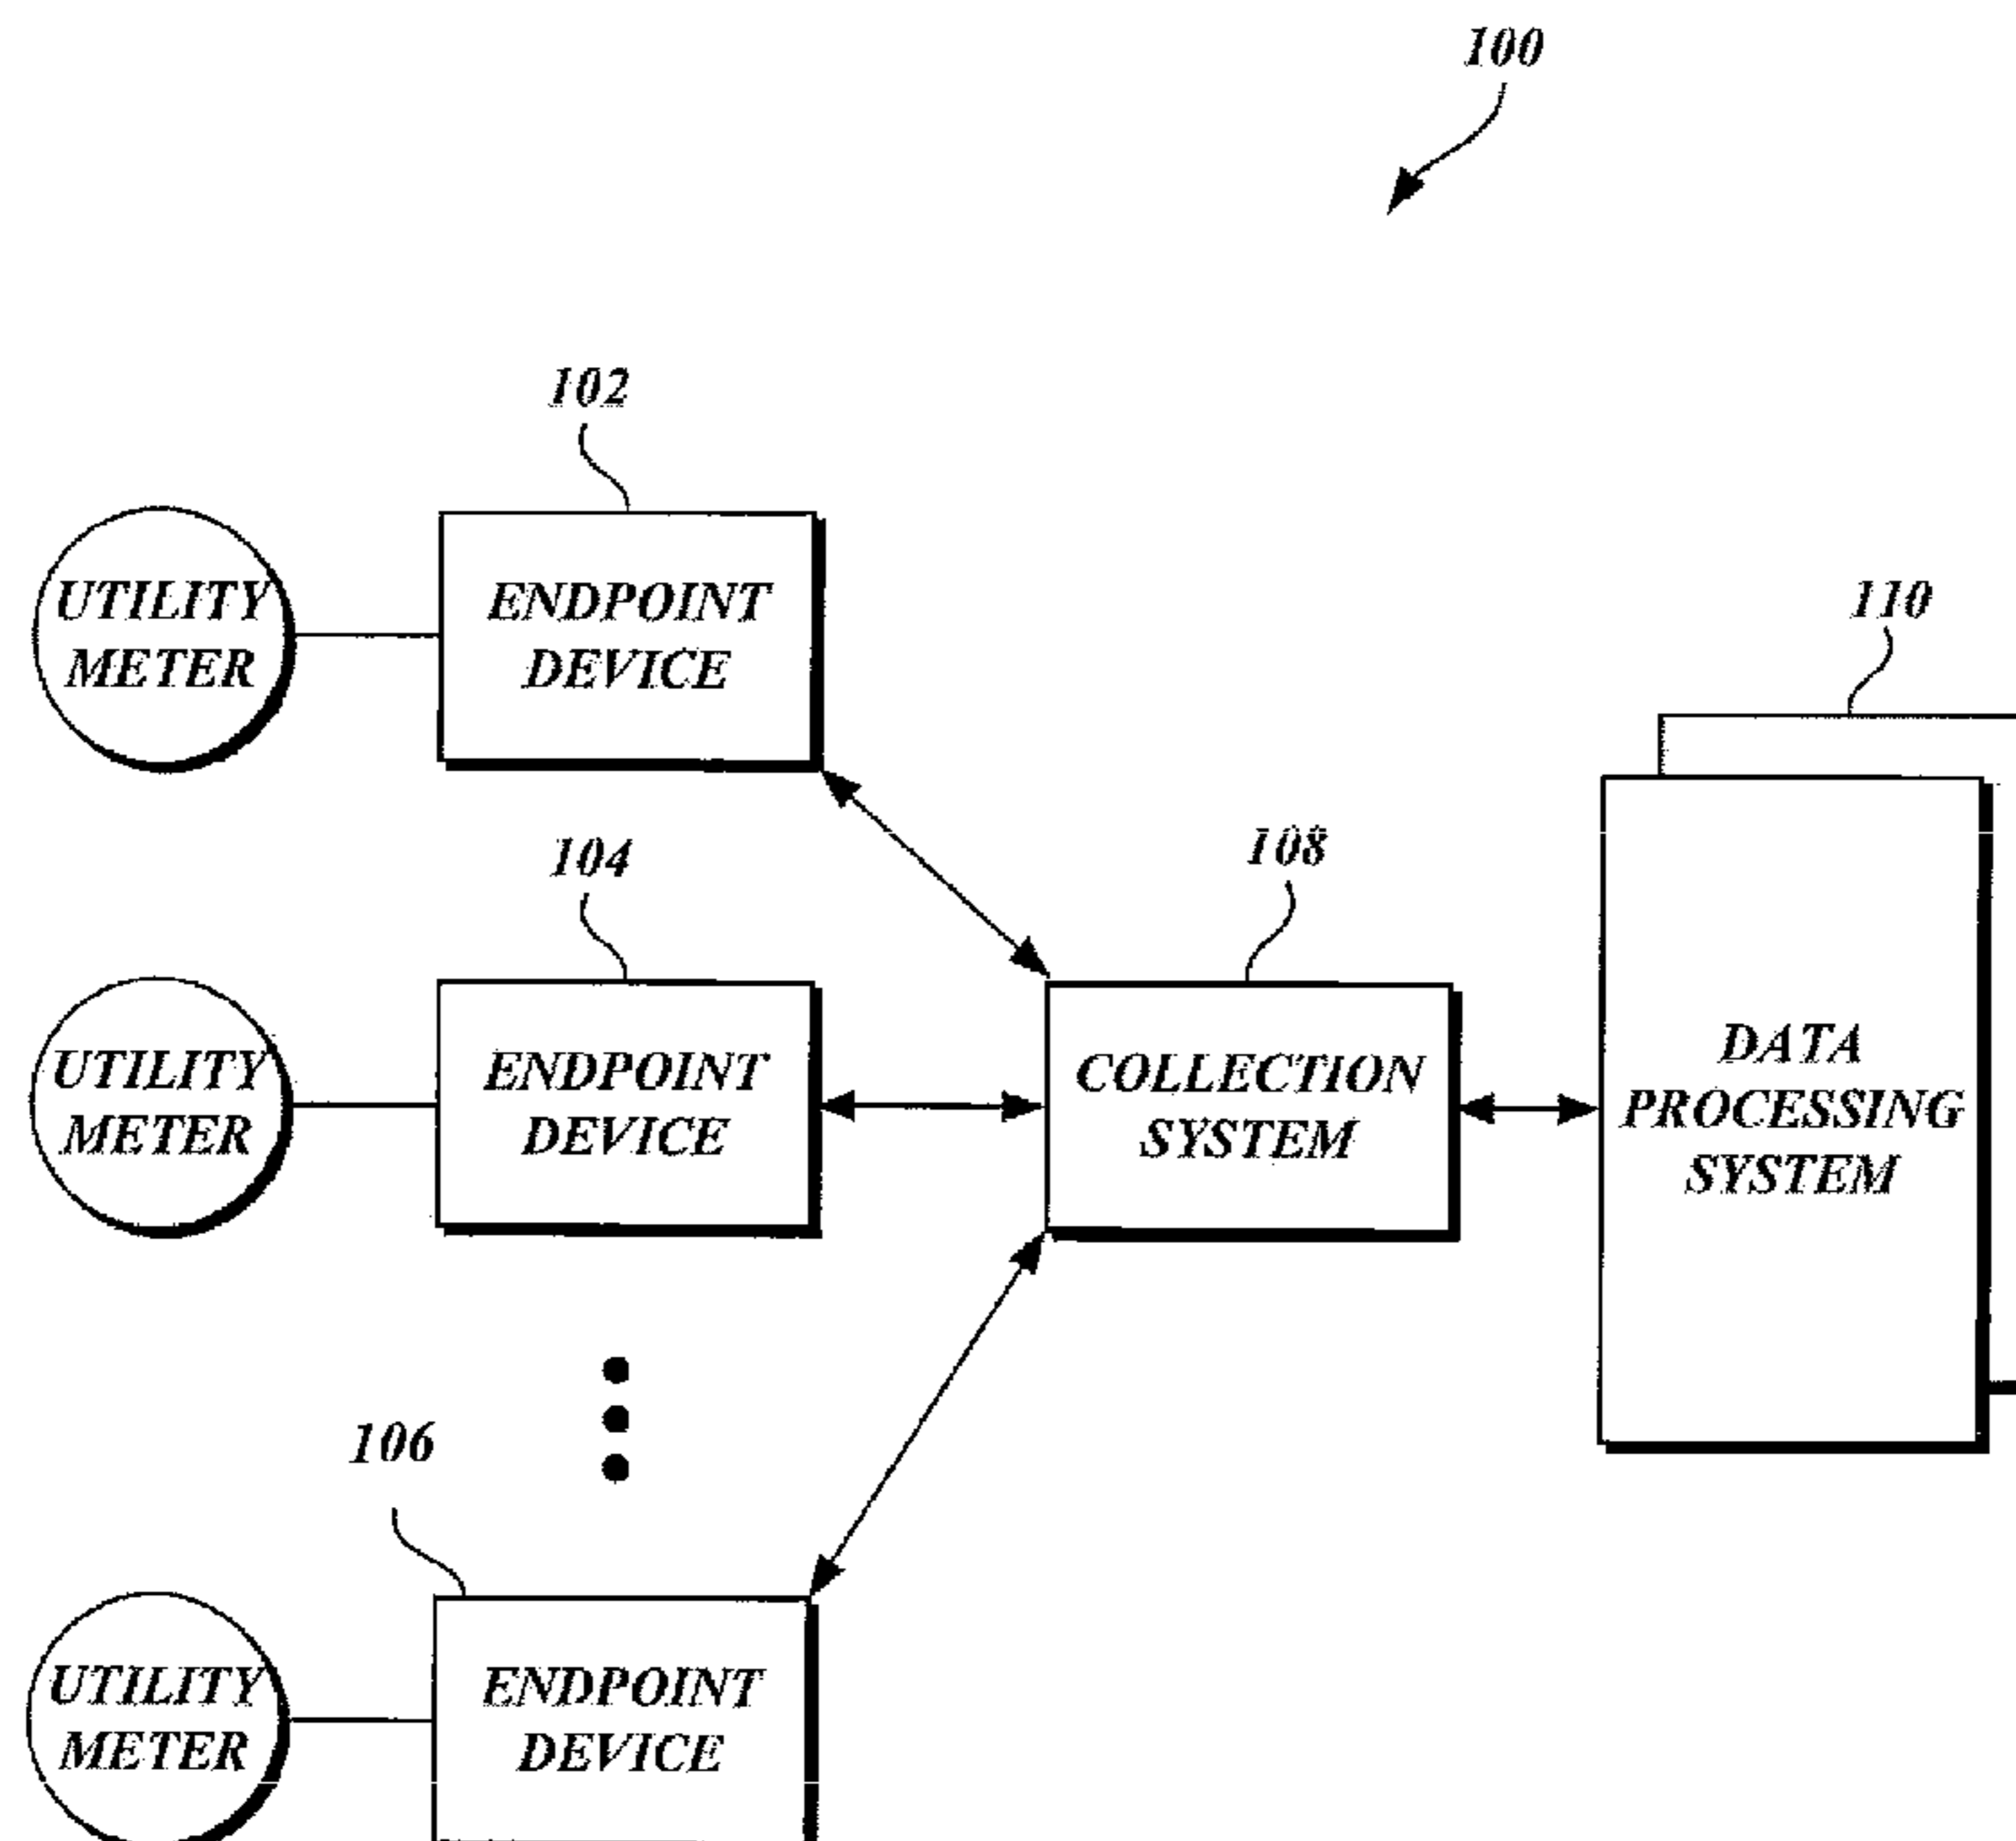 100
102
UTILITY
METER
ENDPOINT
DEVICE
110
104
108
UTILITY
METER
ENDPOINT
DEVICE
COLLECTION
SYSTEM
DATA
PROCESSING
SYSTEM
106
UTILITY
METER
ENDPOINT
DEVICE